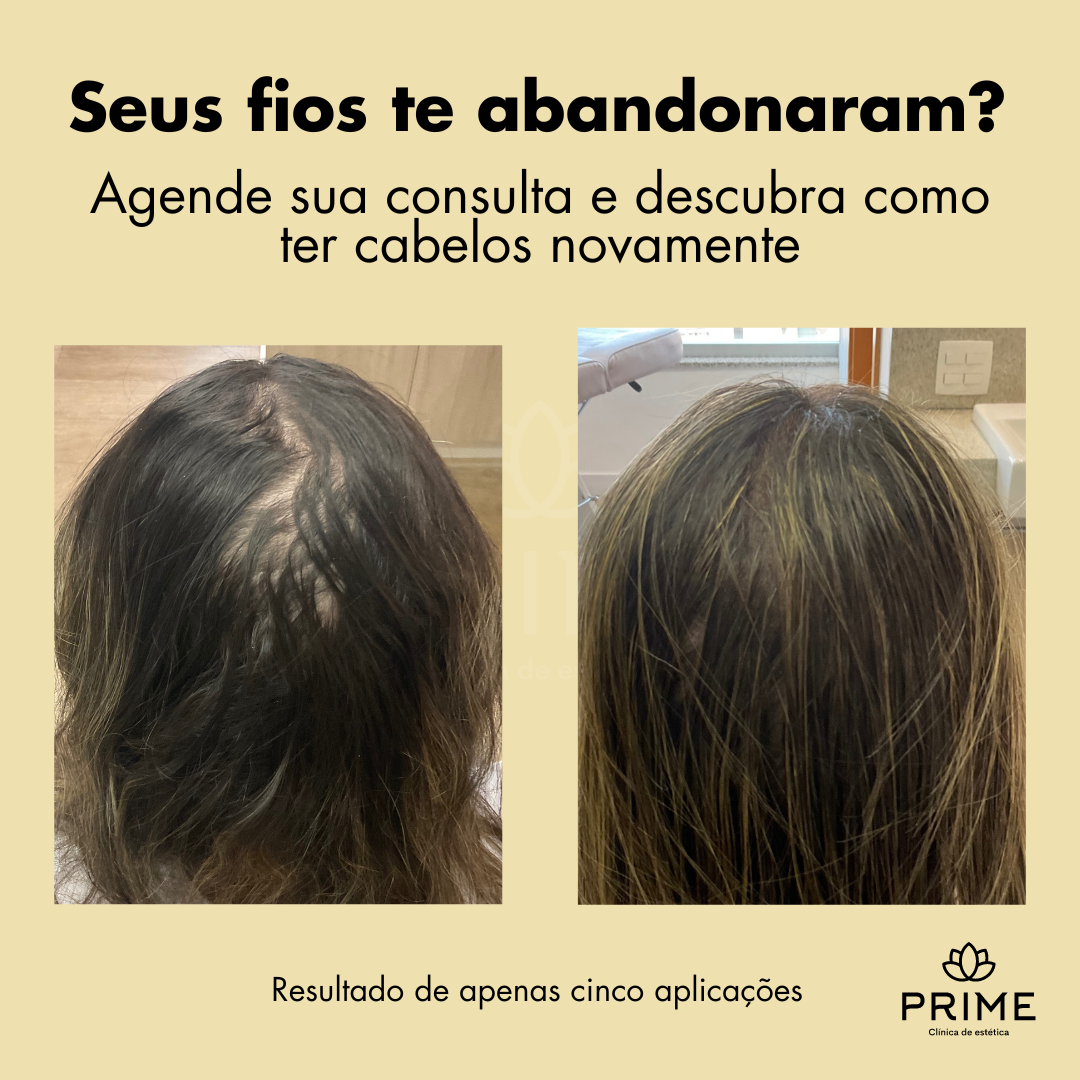 Seus fios te abandonaram?
Agende sua consulta e descubra como
ter cabelos novamente
Resultado de apenas cinco aplicações
PRIME
Clínica de estética